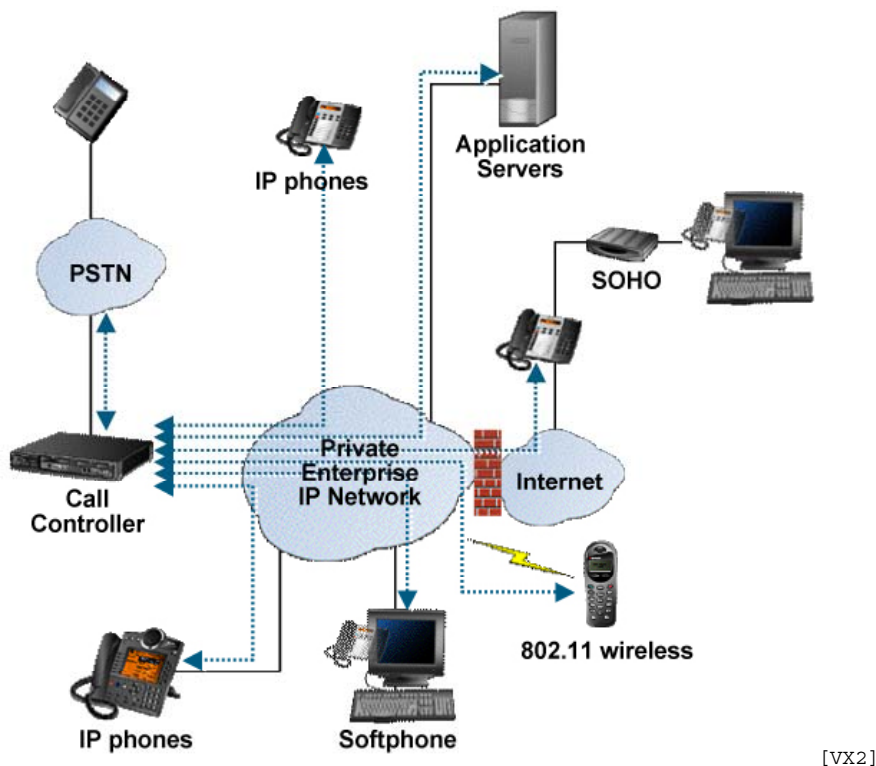 IP phones
Application
Servers
PSTN
SOHO
Private
Enterprise
IP Network
Internet
Call
Controller
802.11 wireless
IP phones
Softphone
[VX2]